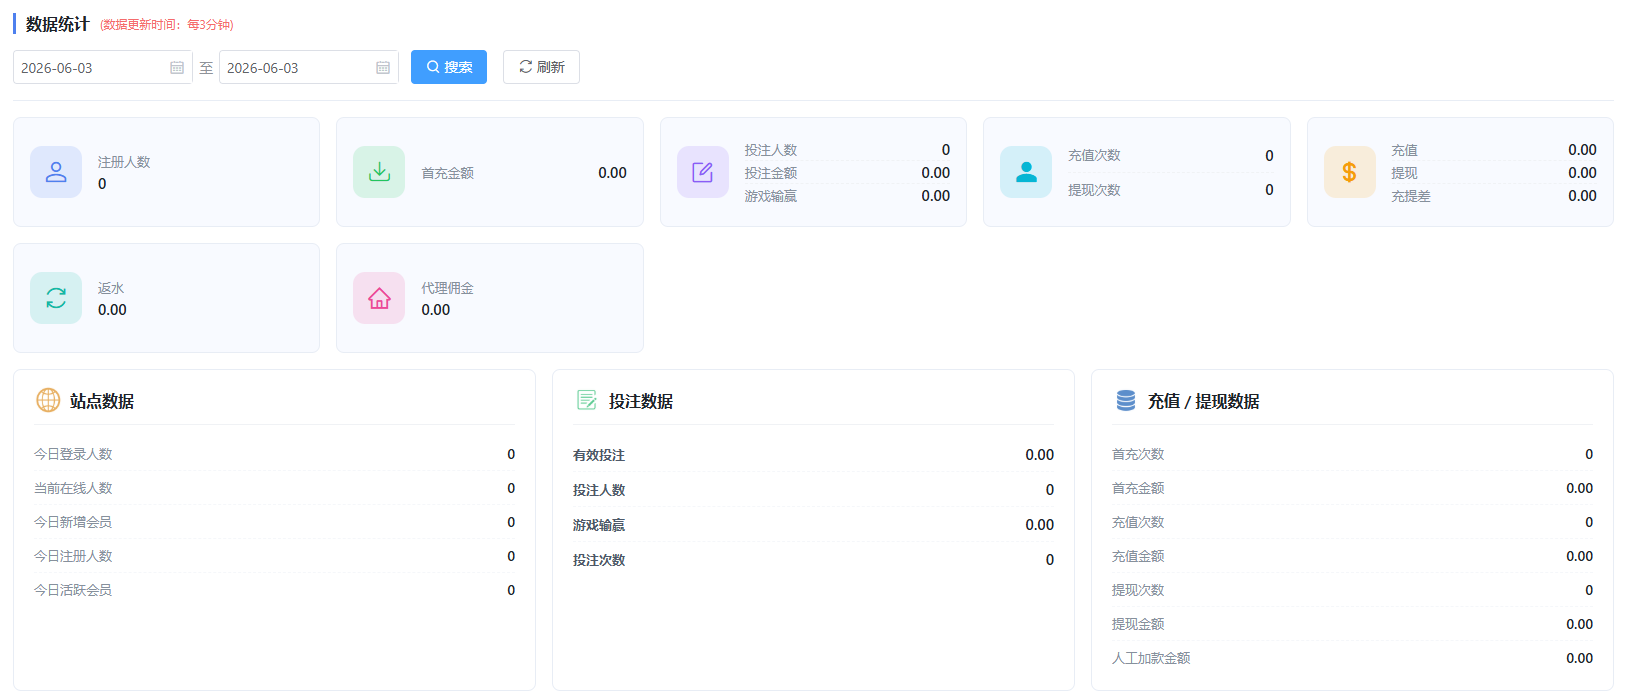 数据统计 (数据更新时间：每3分钟)
2026-06-03 至 2026-06-03 搜索 刷新
注册人数
0
首充金额 0.00
投注人数 0
投注金额 0.00
游戏输赢 0.00
充值次数 0
提现次数 0
充值 0.00
提现 0.00
充提差 0.00
返水
0.00
代理佣金
0.00
站点数据
今日登录人数 0
当前在线人数 0
今日新增会员 0
今日注册人数 0
今日活跃会员 0
投注数据
有效投注 0.00
投注人数 0
游戏输赢 0.00
投注次数 0
充值 / 提现数据
首充次数 0
首充金额 0.00
充值次数 0
充值金额 0.00
提现次数 0
提现金额 0.00
人工加款金额 0.00